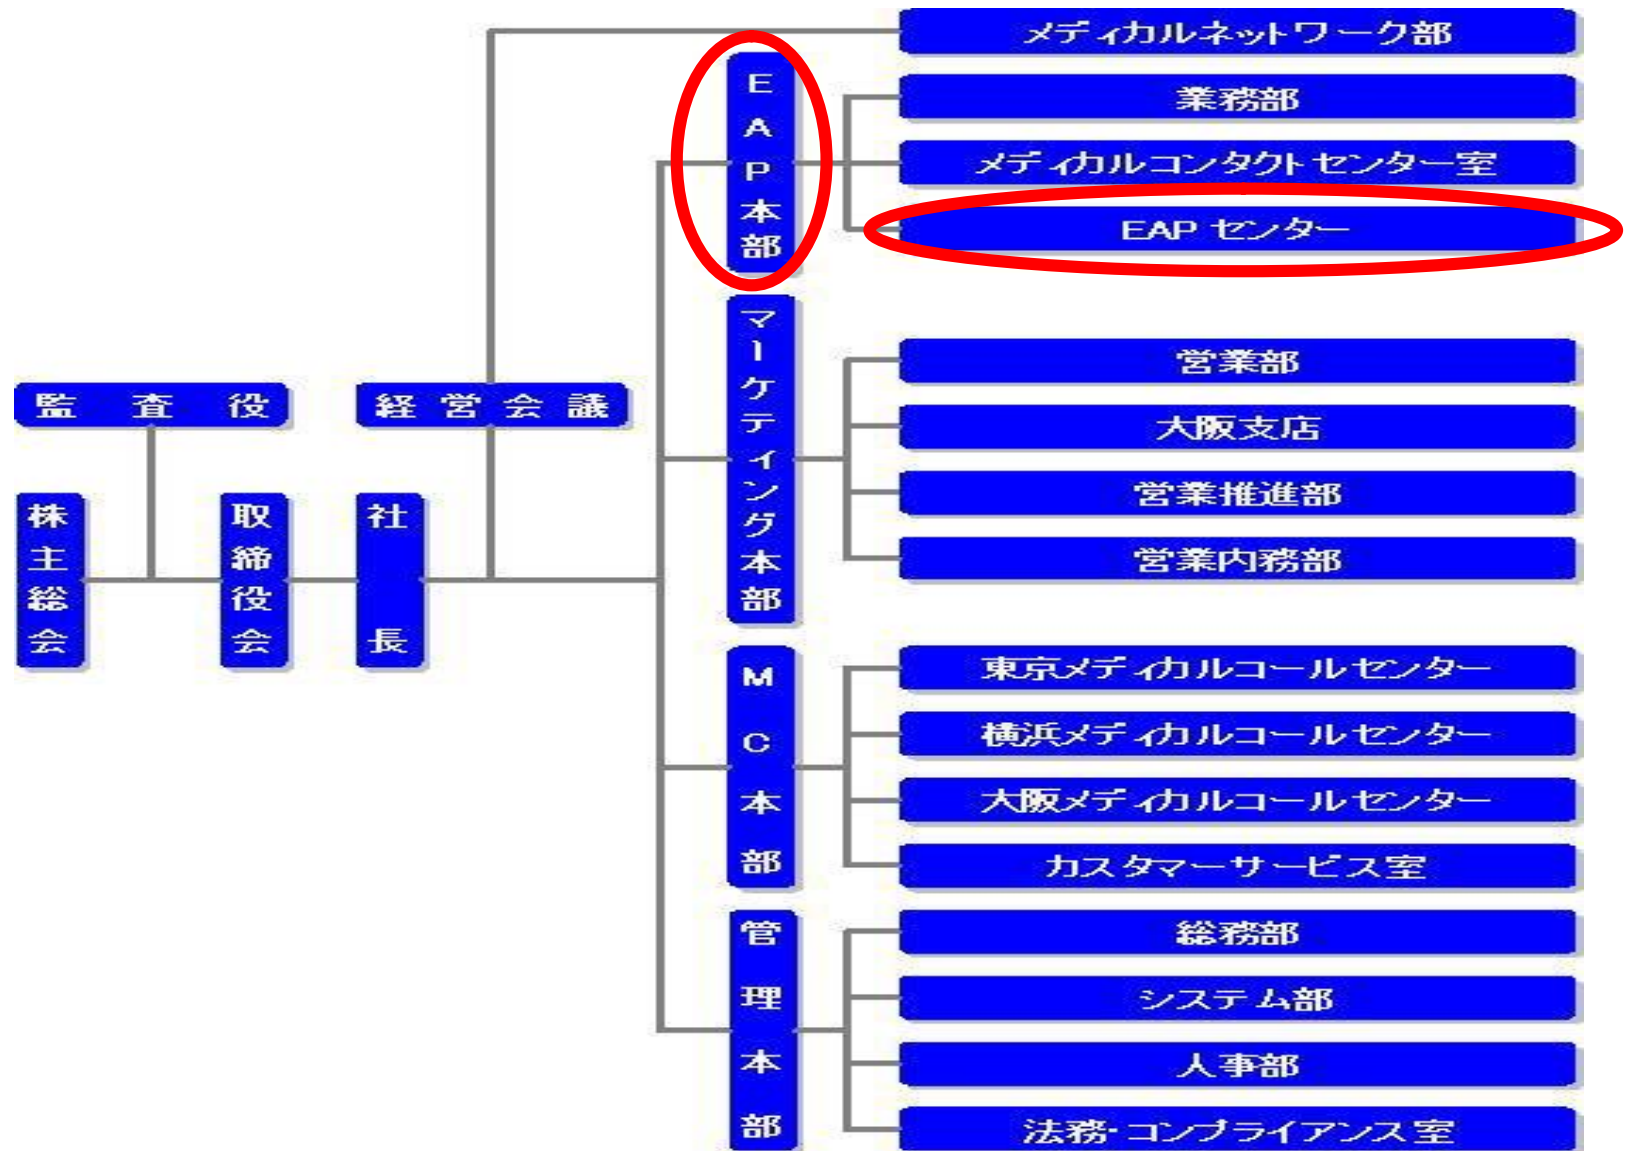 メディカルネットワーク部
EAP本部
業務部
メディカルコンタクトセンター室
EAP センター
マーケティング本部
営業部
大阪支店
営業推進部
営業内務部
監査役
経営会議
株主総会
取締役会
社長
MC本部
東京メディカルコールセンター
横浜メディカルコールセンター
大阪メディカルコールセンター
カスタマーサービス室
管理本部
総務部
システム部
人事部
法務・コンプライアンス室